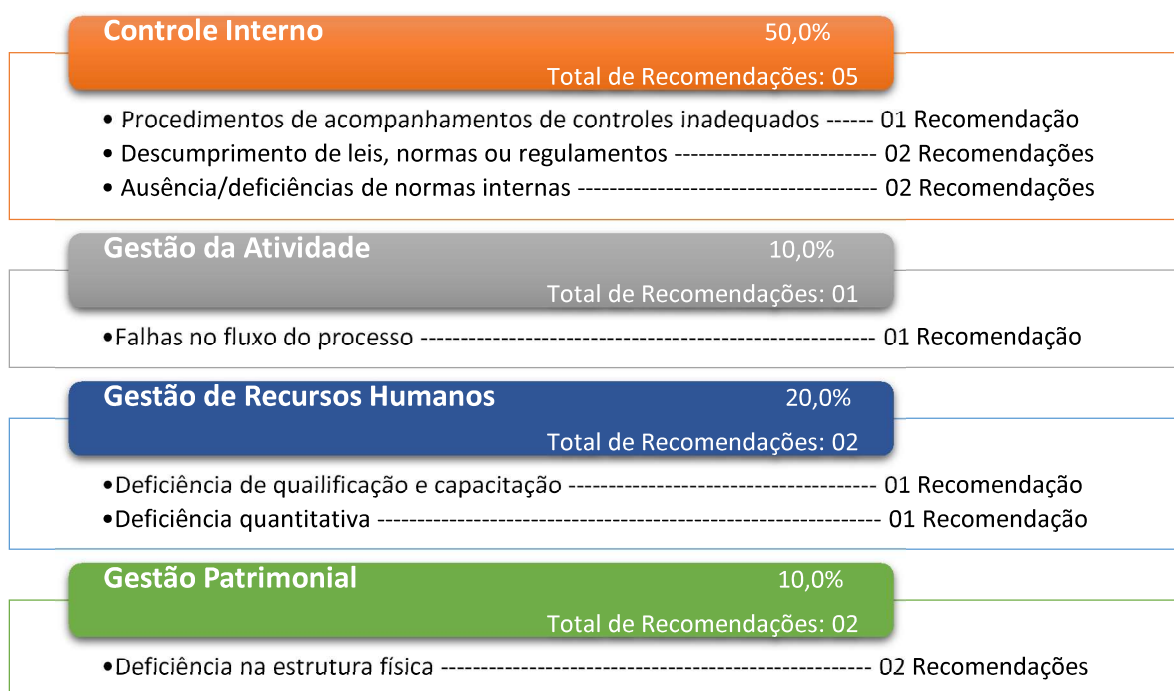 Controle Interno 50,0%
Total de Recomendações: 05
• Procedimentos de acompanhamentos de controles inadequados ------ 01 Recomendação
• Descumprimento de leis, normas ou regulamentos ------------------------- 02 Recomendações
• Ausência/deficiências de normas internas ------------------------------------- 02 Recomendações
Gestão da Atividade 10,0%
Total de Recomendações: 01
•Falhas no fluxo do processo --------------------------------------------------------- 01 Recomendação
Gestão de Recursos Humanos 20,0%
Total de Recomendações: 02
•Deficiência de quailificação e capacitação -------------------------------------- 01 Recomendação
•Deficiência quantitativa --------------------------------------------------------------- 01 Recomendação
Gestão Patrimonial 10,0%
Total de Recomendações: 02
•Deficiência na estrutura física ------------------------------------------------------ 02 Recomendações